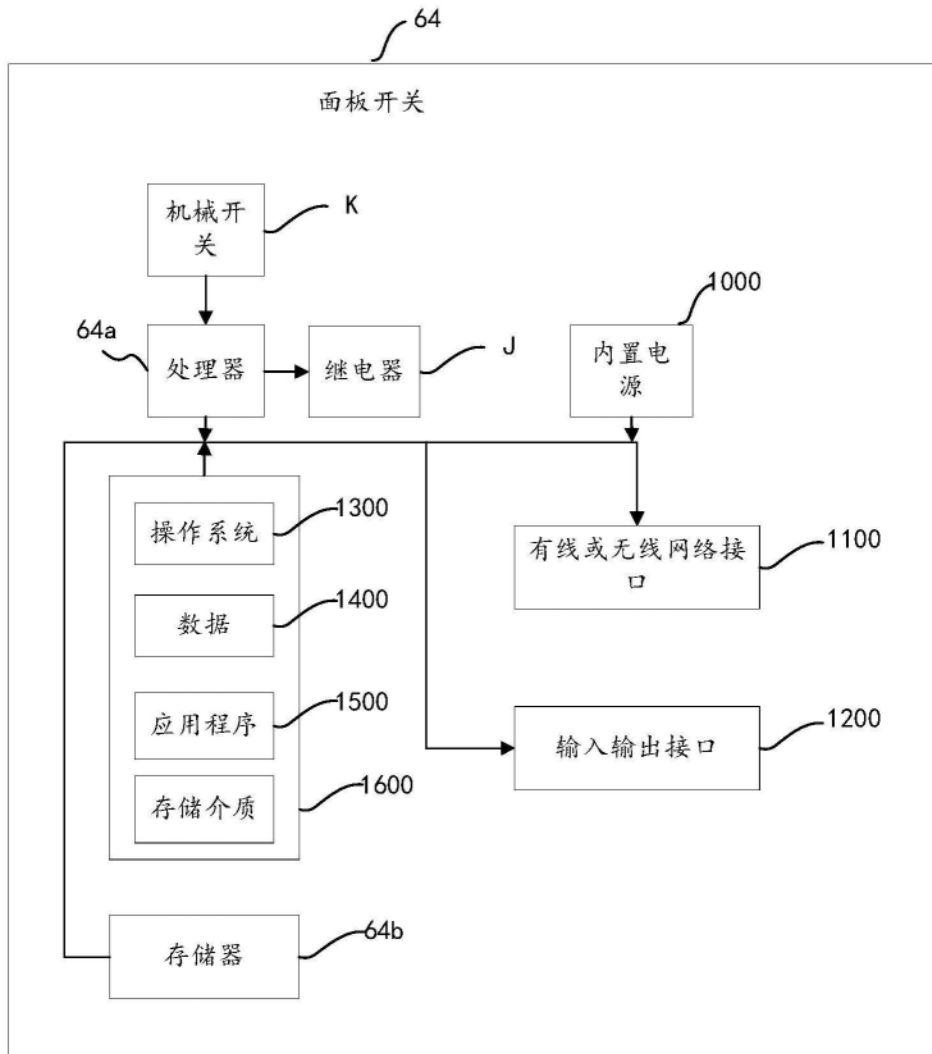 64
面板开关
机械开
关
K
64a
处理器
继电器
J
1000
内置电
源
操作系统
1300
数据
1400
应用程序
1500
存储介质
1600
有线或无线网络接
口
1100
输入输出接口
1200
存储器
64b